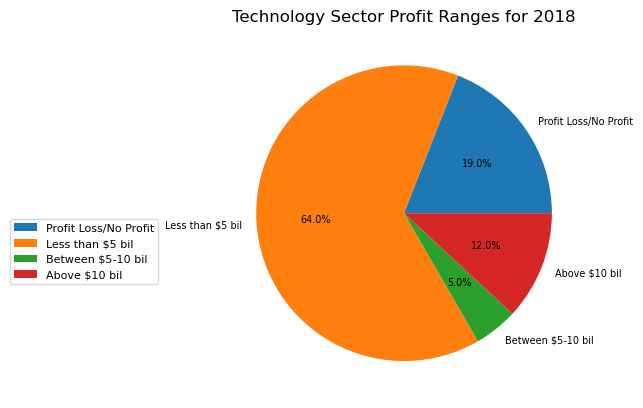 Technology Sector Profit Ranges for 2018
Profit Loss/No Profit
19.0%
Less than $5 bil
64.0%
Between $5-10 bil
5.0%
Above $10 bil
12.0%
Profit Loss/No Profit
Less than $5 bil
Between $5-10 bil
Above $10 bil